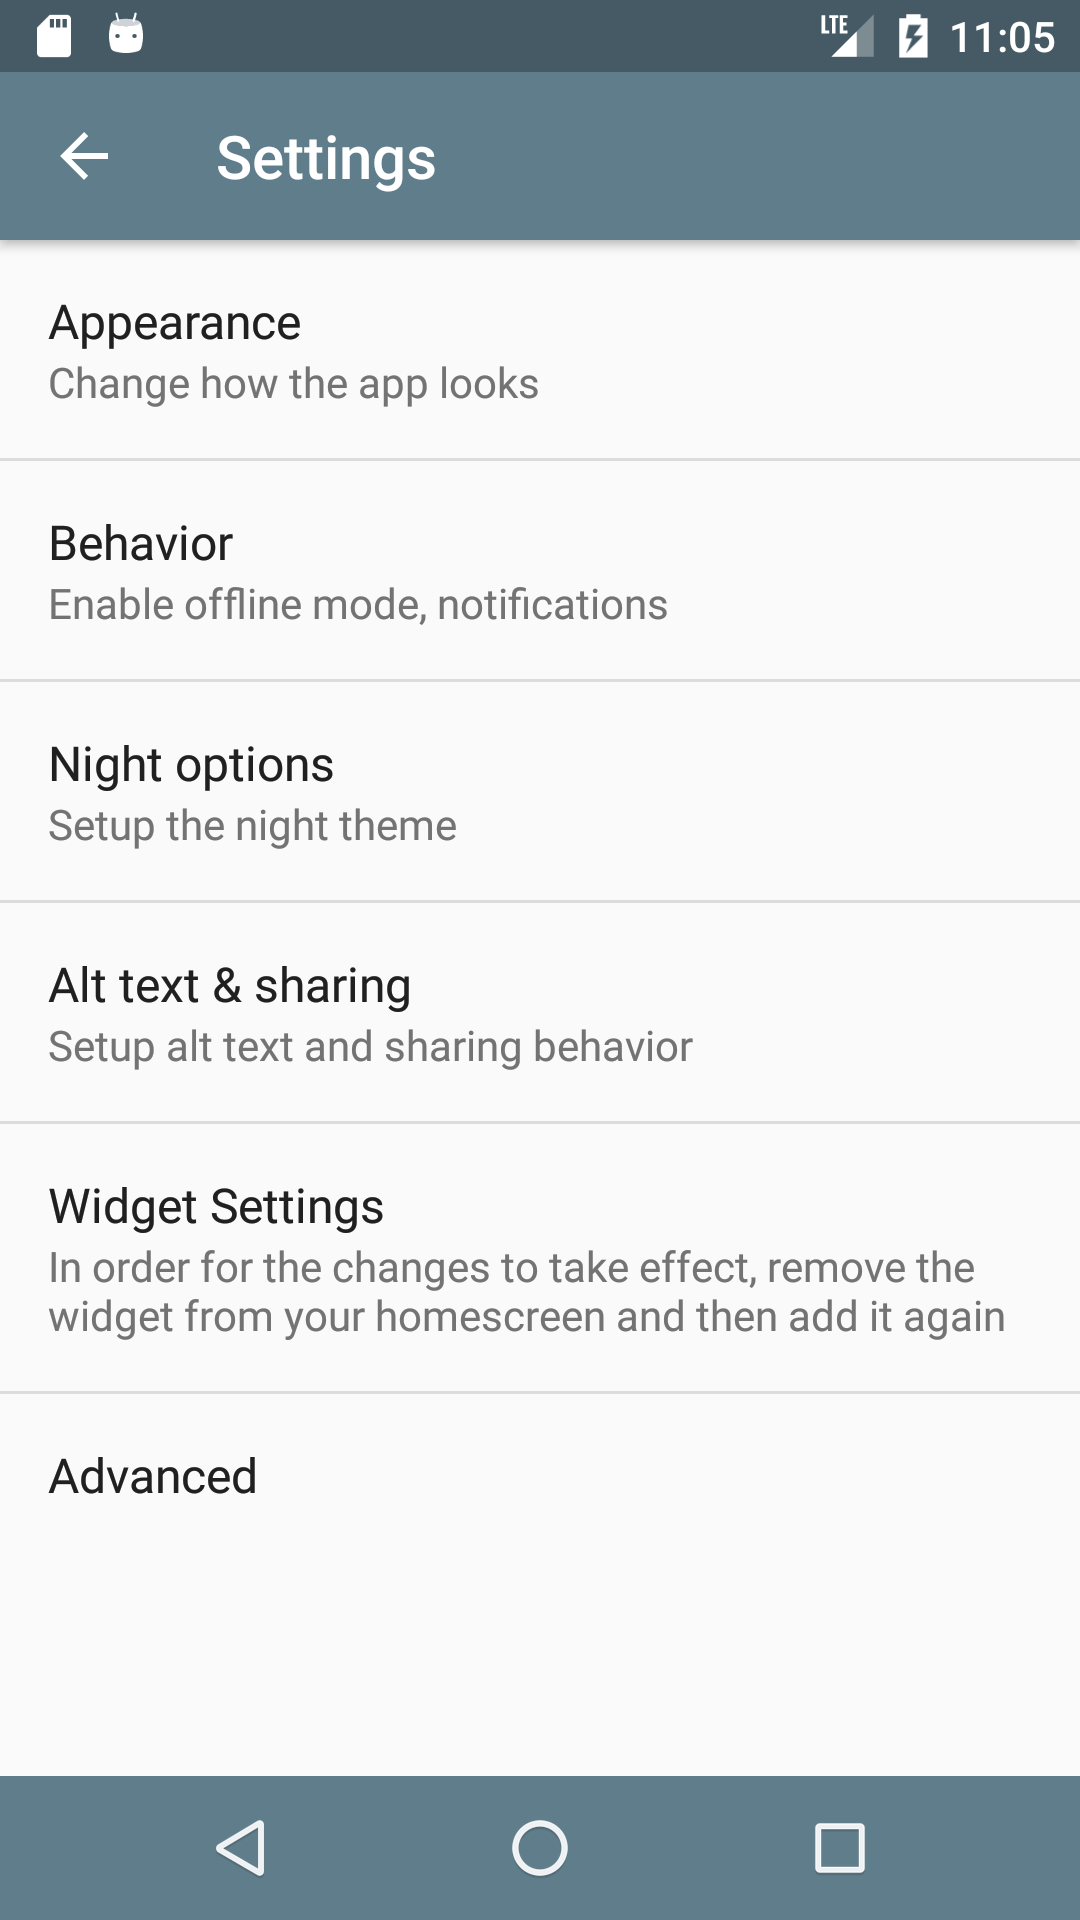 LTE 11:05
Settings
Appearance
Change how the app looks
Behavior
Enable offline mode, notifications
Night options
Setup the night theme
Alt text & sharing
Setup alt text and sharing behavior
Widget Settings
In order for the changes to take effect, remove the
widget from your homescreen and then add it again
Advanced